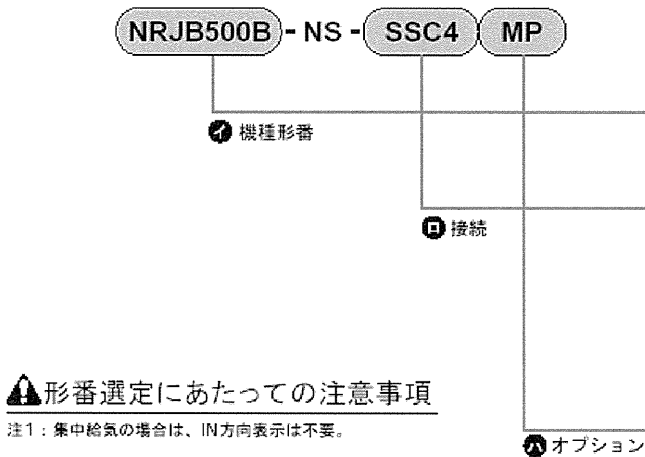 NRJB500B - NS - SSC4 MP
イ 機種形番
ロ 接続
形番選定にあたっての注意事項
注1：集中給気の場合は、IN方向表示は不要。
ハ オプション